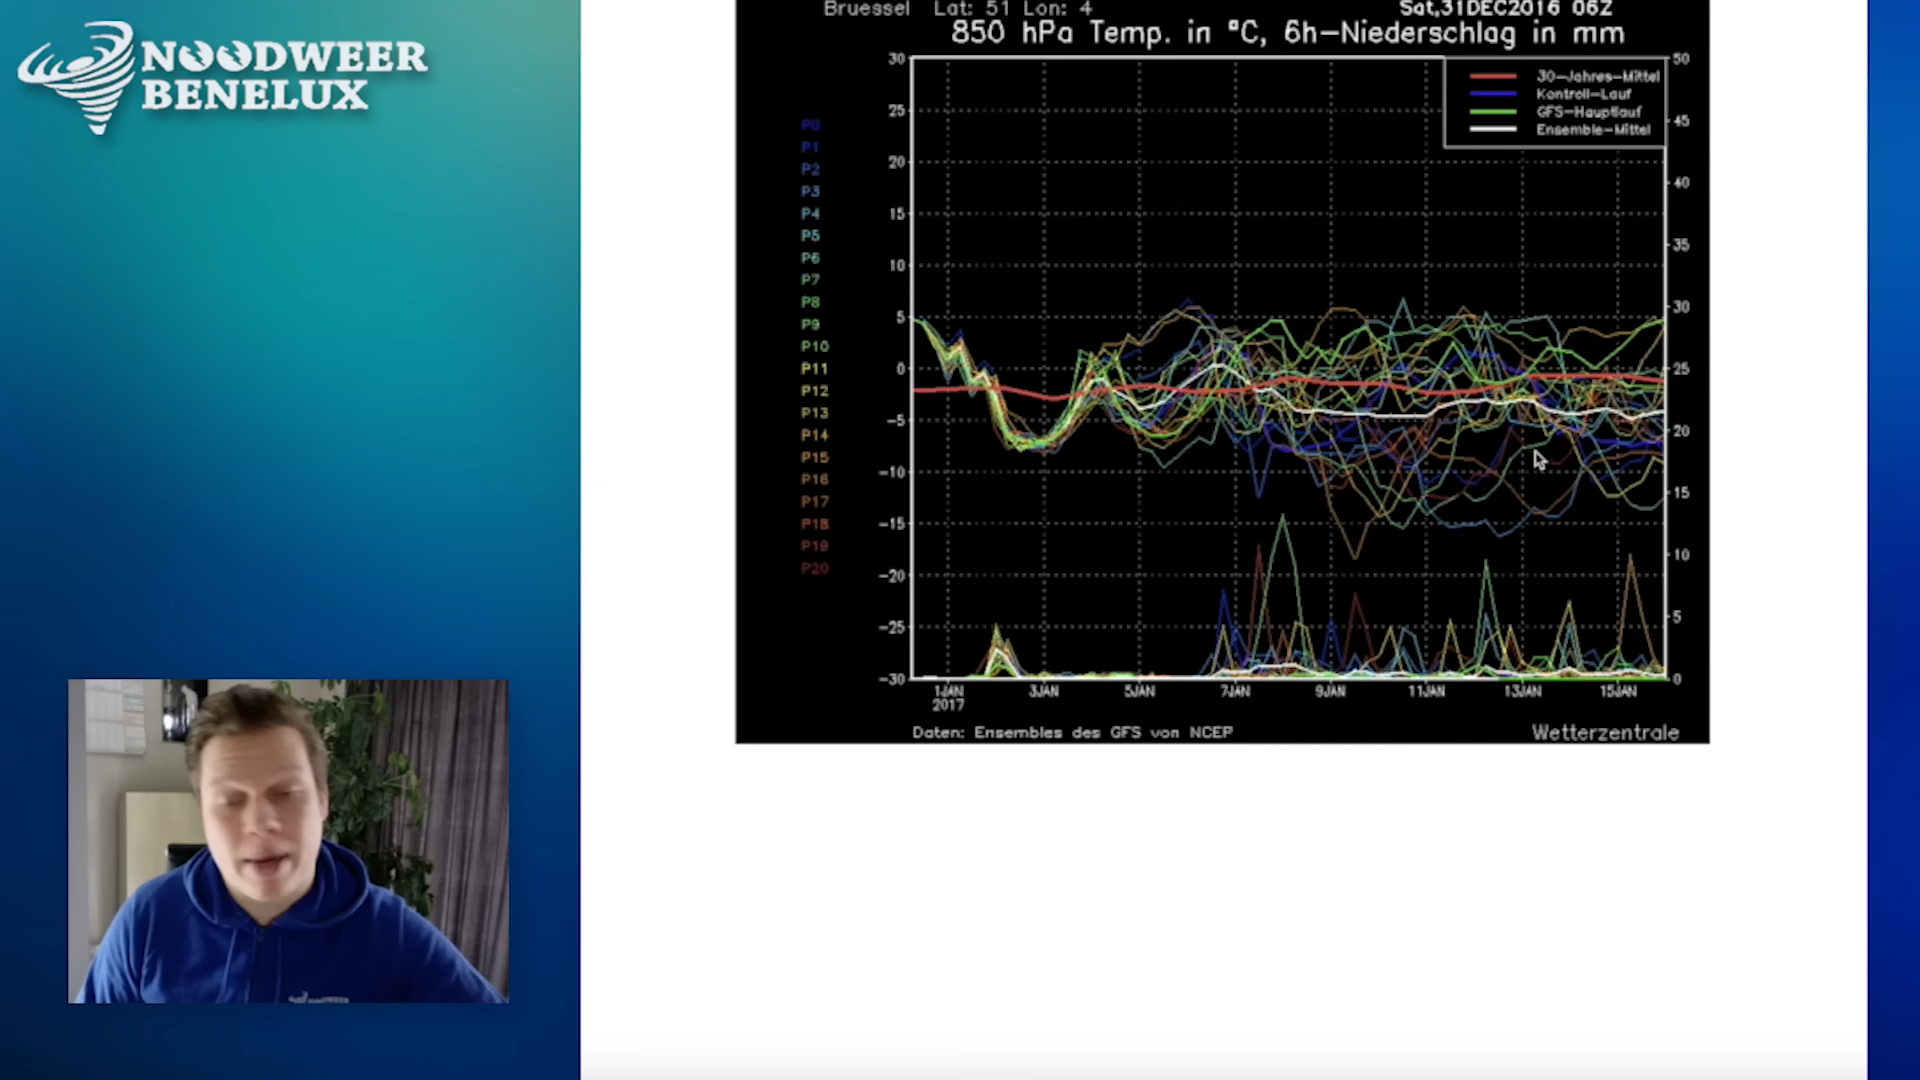 NOODWEER
BENELUX
Bruessel Lat: 51 Lon: 4
Sat,31DEC2016 06Z
850 hPa Temp. in °C, 6h-Niederschlag in mm
30-Jahres-Mittel
Kontroll-Lauf
GFS-Hauptlauf
Ensemble-Mittel
P0
P1
P2
P3
P4
P5
P6
P7
P8
P9
P10
P11
P12
P13
P14
P15
P16
P17
P18
P19
P20
30
25
20
15
10
5
0
-5
-10
-15
-20
-25
-30
50
45
40
35
30
25
20
15
10
5
0
1JAN 3JAN 5JAN 7JAN 9JAN 11JAN 13JAN 15JAN
2017
Daten: Ensembles des GFS von NCEP
Wetterzentrale
NOODWEER